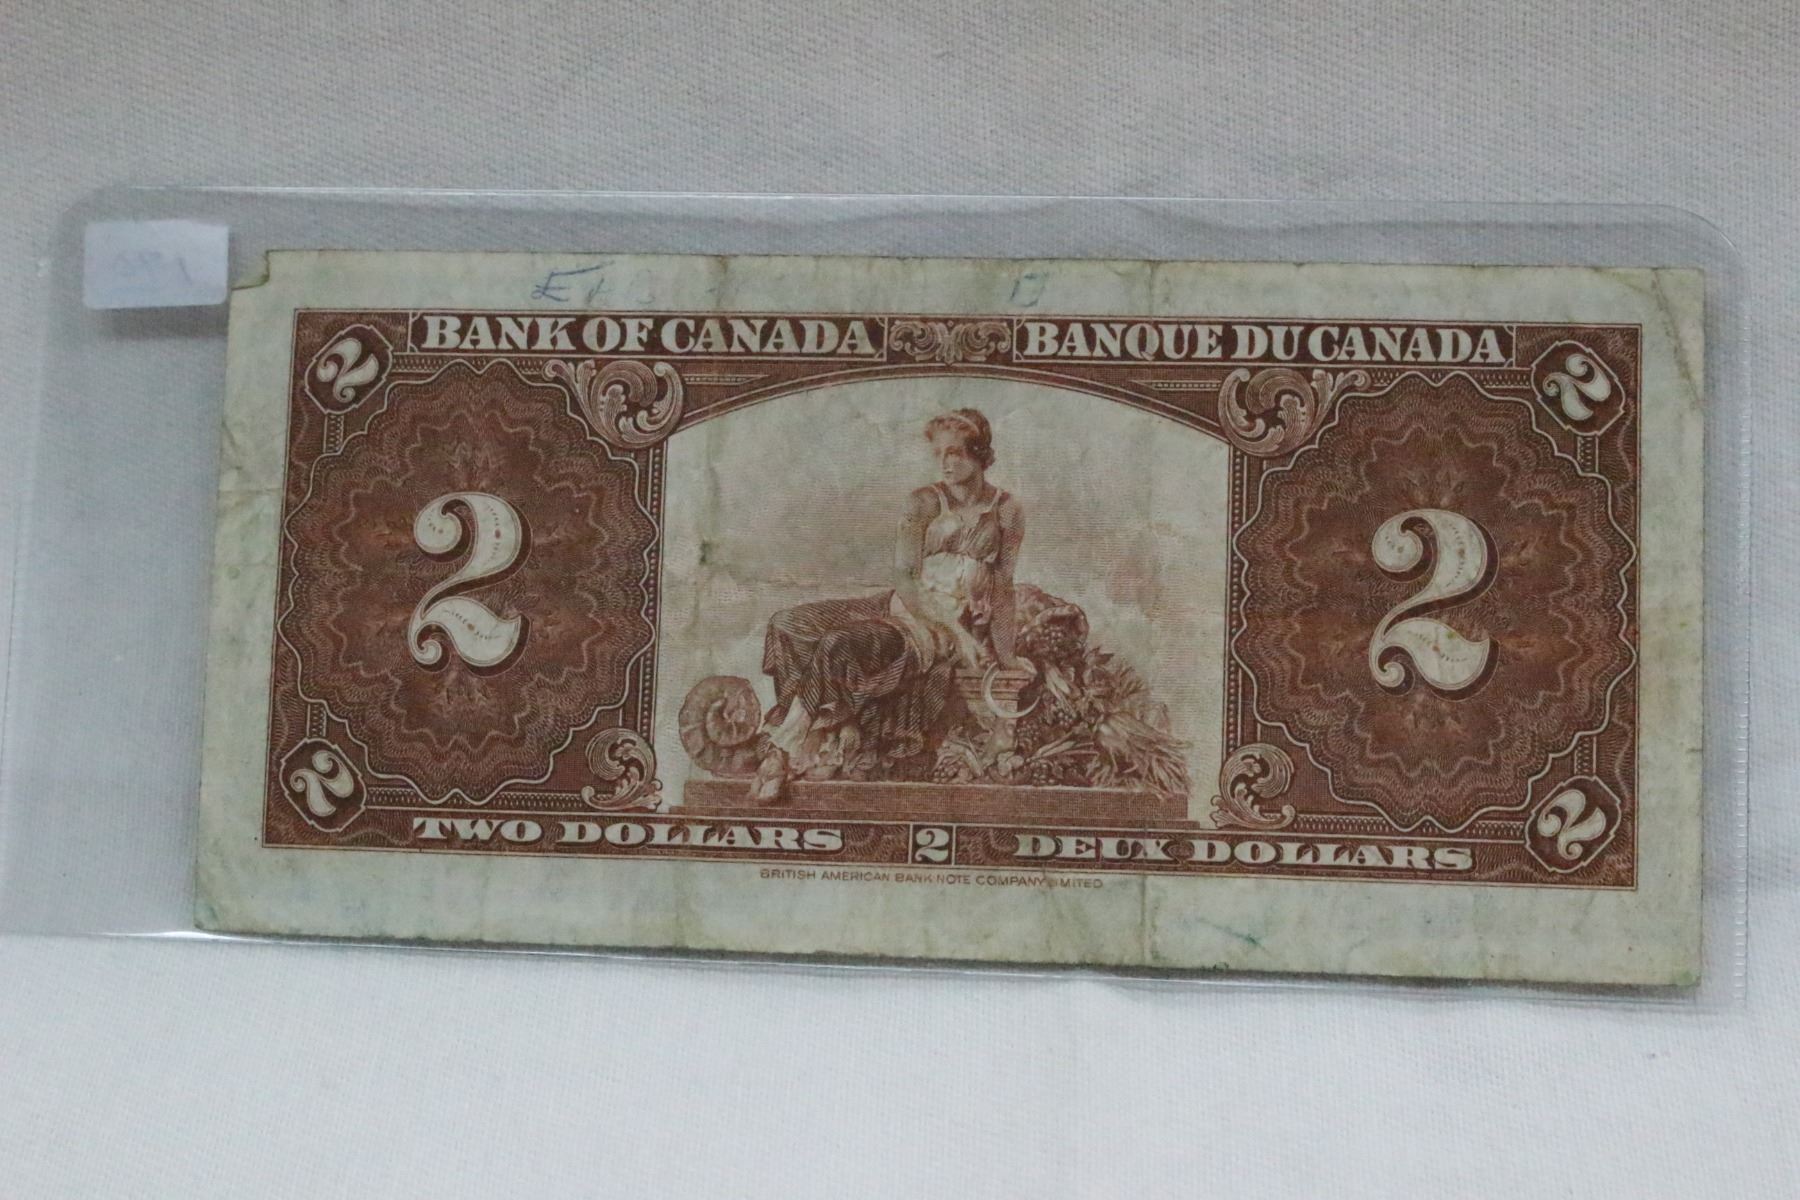 BANK OF CANADA BANQUE DU CANADA
2 2
2 2
2 2
TWO DOLLARS 2 DEUX DOLLARS
BRITISH AMERICAN BANK NOTE COMPANY LIMITED